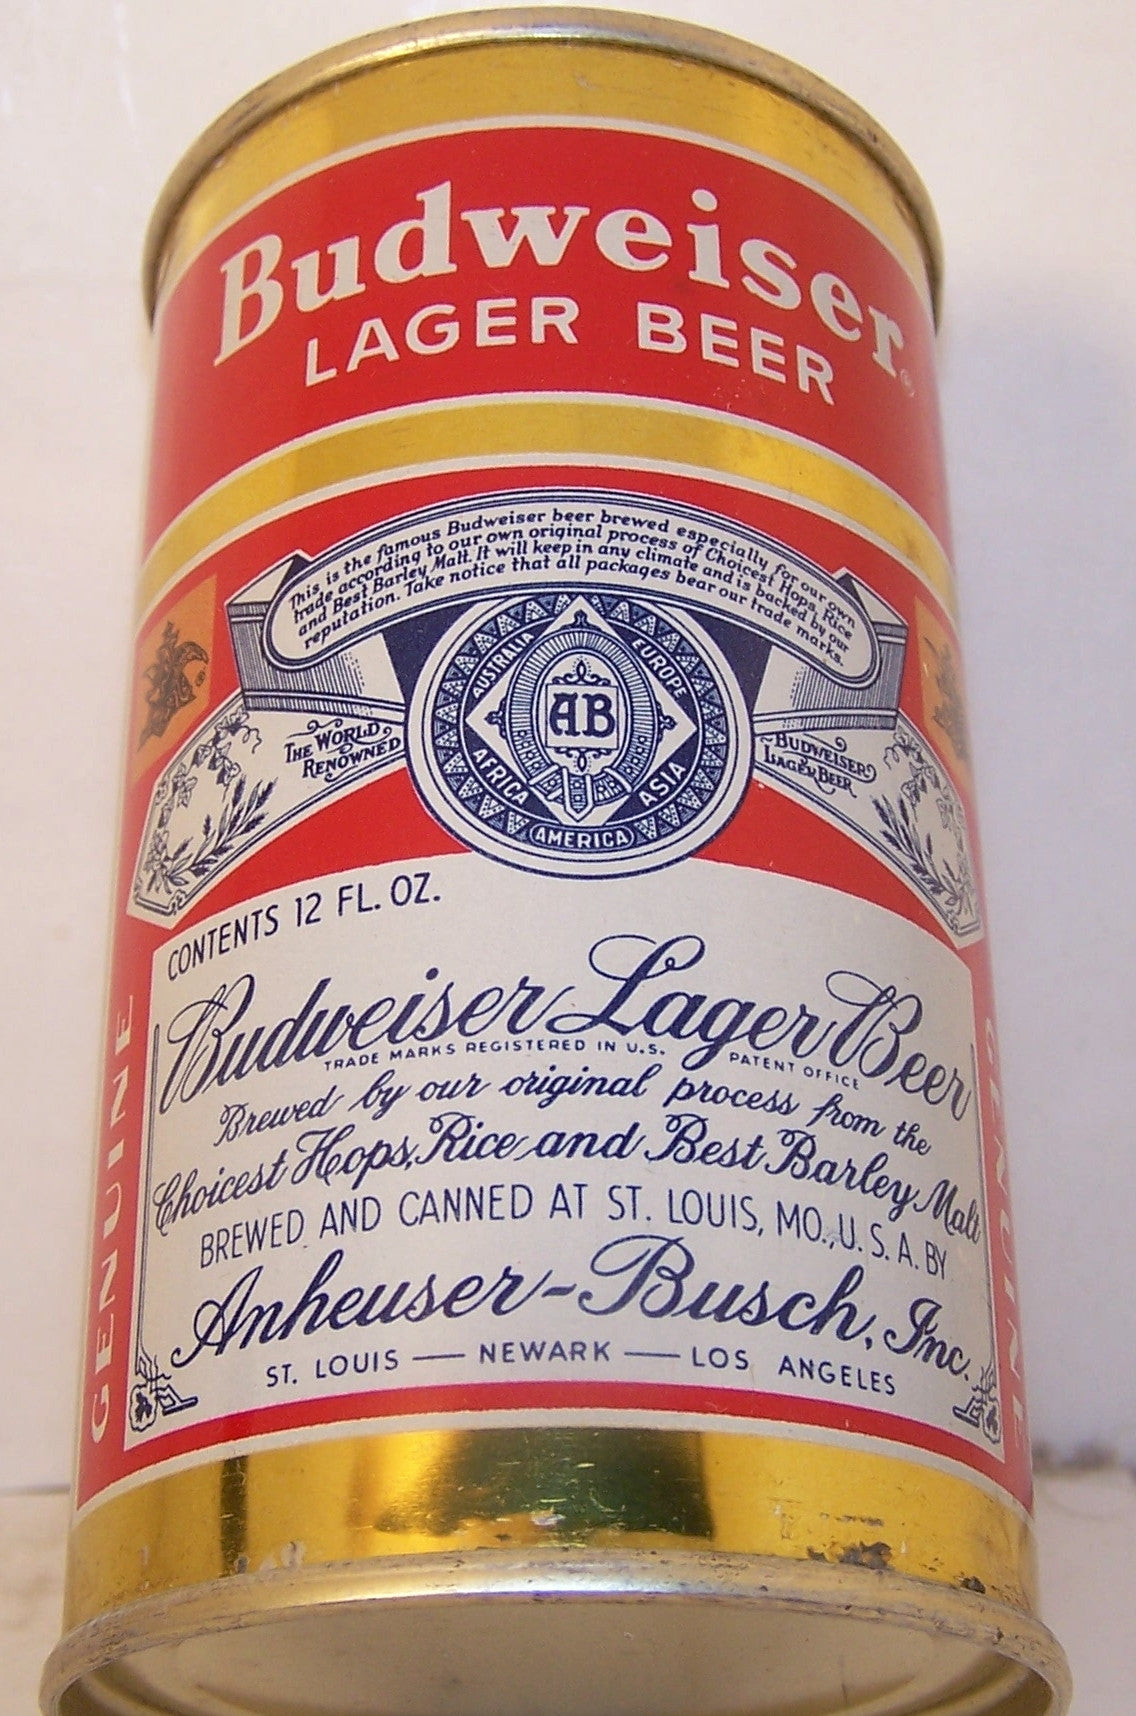 Budweiser®
LAGER BEER
This is the famous Budweiser beer brewed especially for our own
trade according to our own original process of Choicest Hops, Rice
and Best Barley Malt. It will keep in any climate and is backed by our
reputation. Take notice that all packages bear our trade marks.
AUSTRALIA
EUROPE
AB
AFRICA
ASIA
AMERICA
THE WORLD
RENOWNED
BUDWEISER
LAGER BEER
CONTENTS 12 FL. OZ.
Budweiser Lager Beer
TRADE MARKS REGISTERED IN U.S. PATENT OFFICE
Brewed by our original process from the
Choicest Hops, Rice and Best Barley Malt
BREWED AND CANNED AT ST. LOUIS, MO., U. S. A. BY
Anheuser-Busch, Inc.
ST. LOUIS — NEWARK — LOS ANGELES
GENUINE
GENUINE